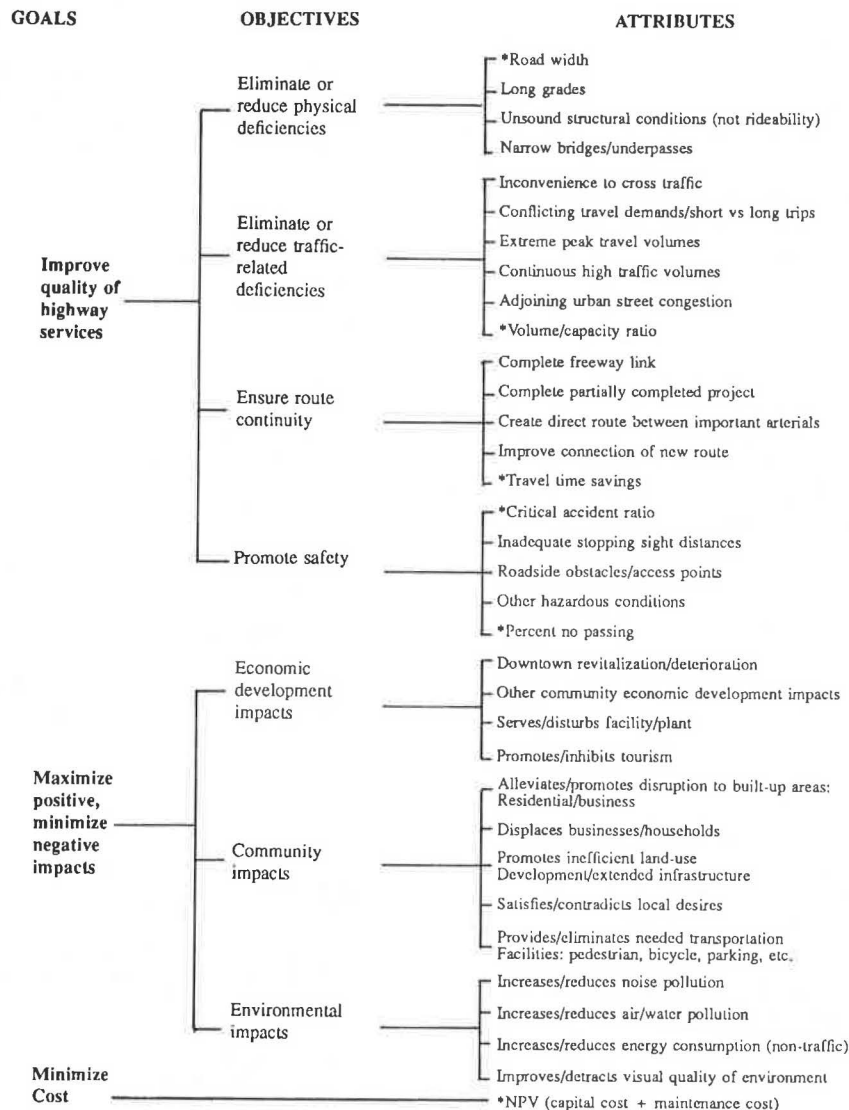 GOALS OBJECTIVES ATTRIBUTES
Improve
quality of
highway
services
Eliminate or
reduce physical
deficiencies
*Road width
Long grades
Unsound structural conditions (not rideability)
Narrow bridges/underpasses
Eliminate or
reduce traffic-
related
deficiencies
Inconvenience to cross traffic
Conflicting travel demands/short vs long trips
Extreme peak travel volumes
Continuous high traffic volumes
Adjoining urban street congestion
*Volume/capacity ratio
Ensure route
continuity
Complete freeway link
Complete partially completed project
Create direct route between important arterials
Improve connection of new route
*Travel time savings
Promote safety
*Critical accident ratio
Inadequate stopping sight distances
Roadside obstacles/access points
Other hazardous conditions
*Percent no passing
Maximize
positive,
minimize
negative
impacts
Economic
development
impacts
Downtown revitalization/deterioration
Other community economic development impacts
Serves/disturbs facility/plant
Promotes/inhibits tourism
Community
impacts
Alleviates/promotes disruption to built-up areas:
Residential/business
Displaces businesses/households
Promotes inefficient land-use
Development/extended infrastructure
Satisfies/contradicts local desires
Provides/eliminates needed transportation
Facilities: pedestrian, bicycle, parking, etc.
Environmental
impacts
Increases/reduces noise pollution
Increases/reduces air/water pollution
Increases/reduces energy consumption (non-traffic)
Improves/detracts visual quality of environment
Minimize
Cost
*NPV (capital cost + maintenance cost)